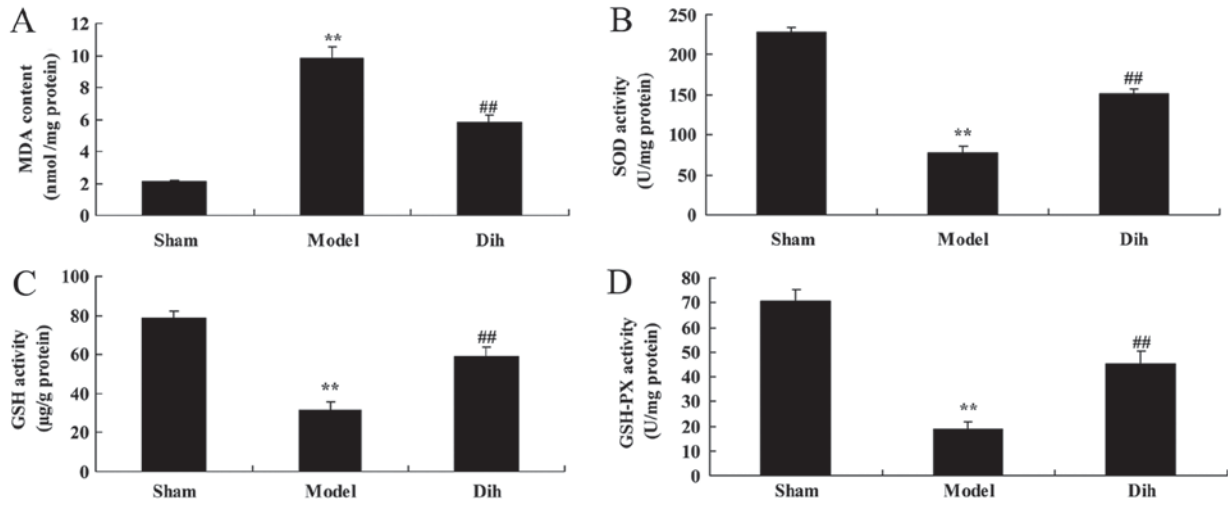 A
MDA content
(nmol /mg protein)
12
10
8
6
4
2
0
**
##
Sham Model Dih
B
SOD activity
(U/mg protein)
250
200
150
100
50
0
**
##
Sham Model Dih
C
GSH activity
(μg/g protein)
100
80
60
40
20
0
**
##
Sham Model Dih
D
GSH-PX activity
(U/mg protein)
80
70
60
50
40
30
20
10
0
**
##
Sham Model Dih